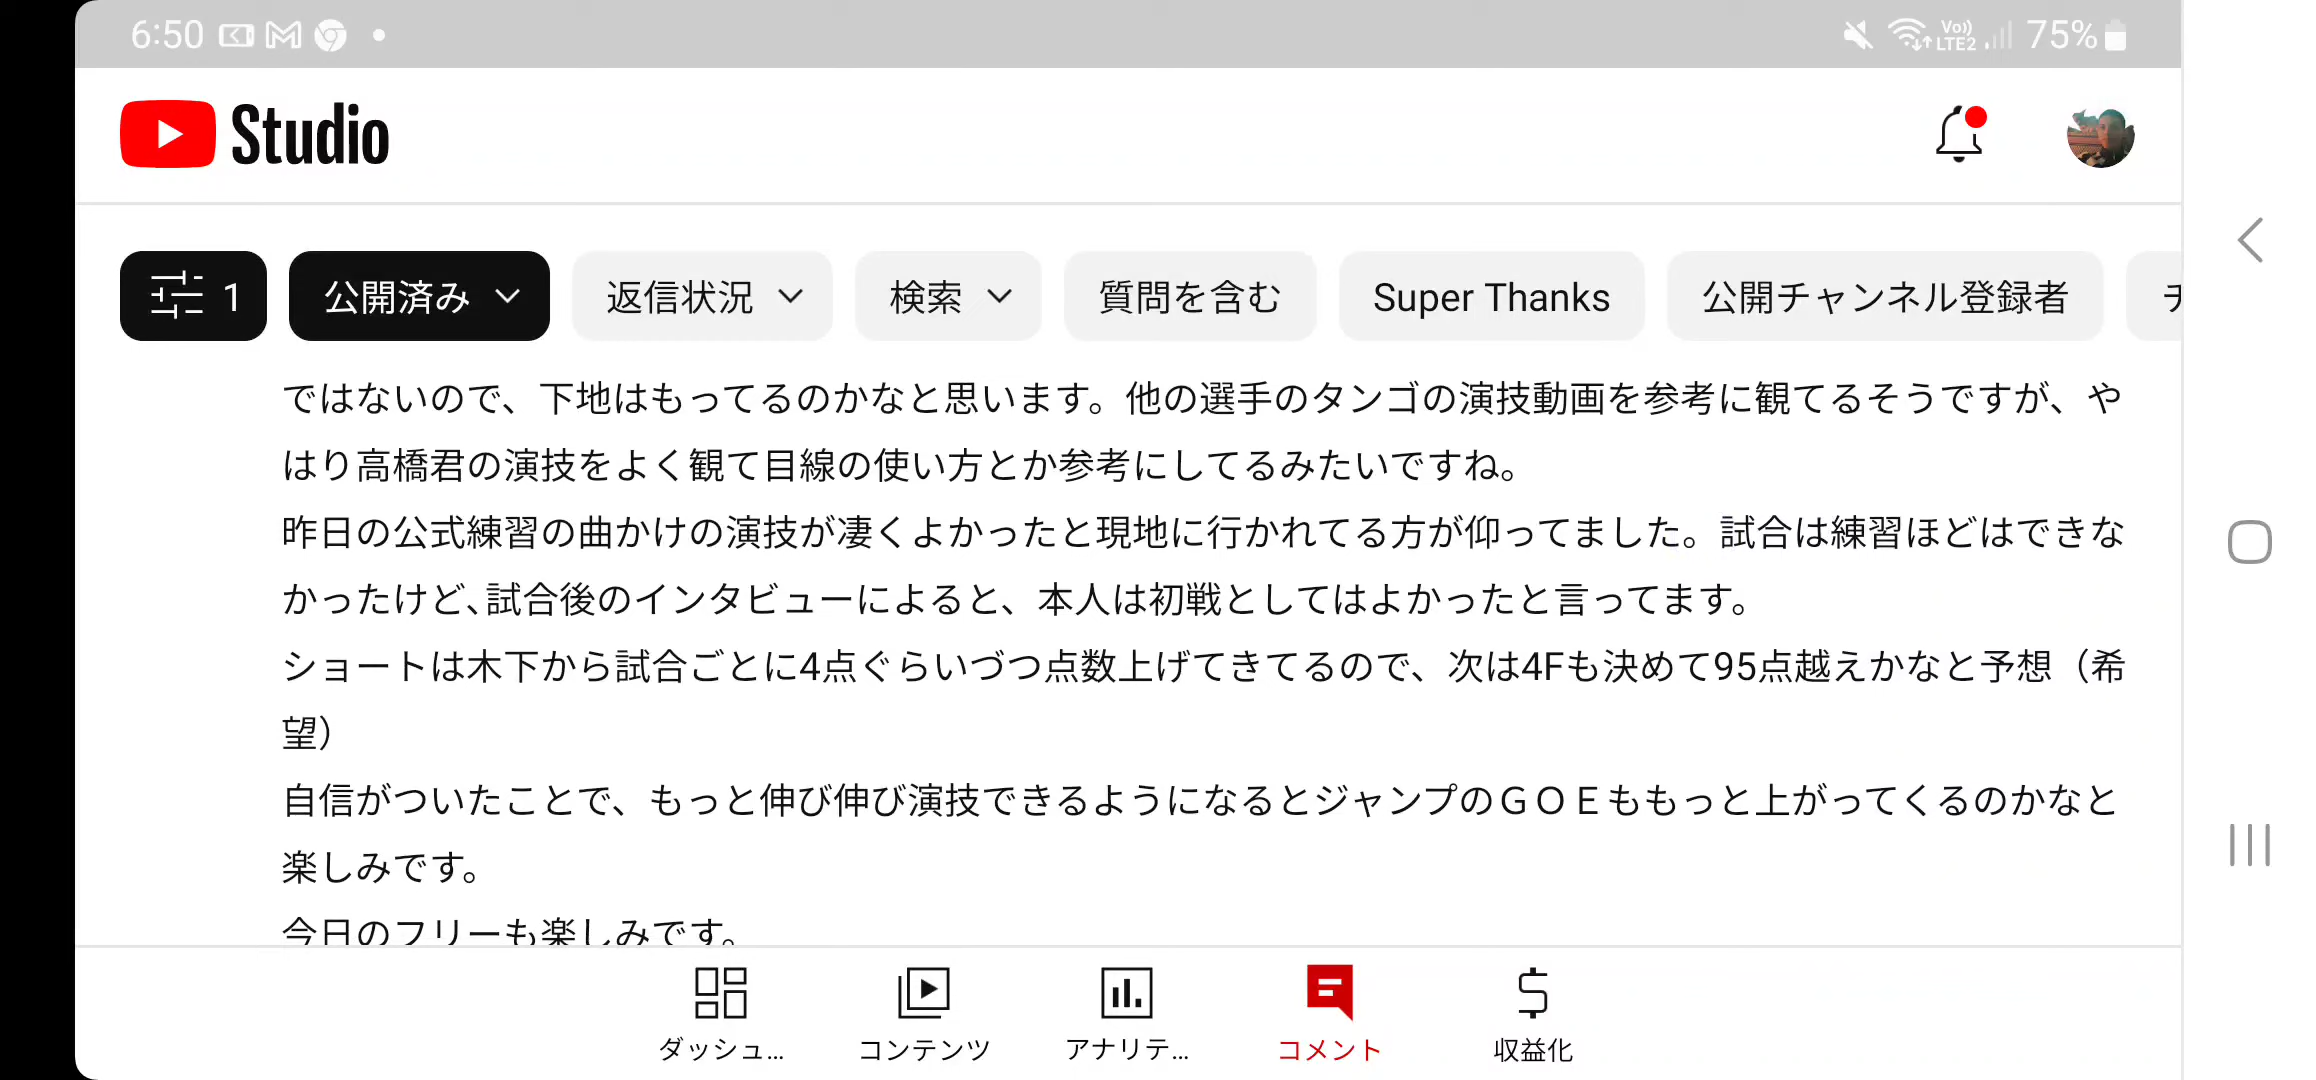 6:50
Vo))
LTE2
75%
Studio
1
公開済み
返信状況
検索
質問を含む
Super Thanks
公開チャンネル登録者
ではないので、下地はもってるのかなと思います。他の選手のタンゴの演技動画を参考に観てるそうですが、や
はり高橋君の演技をよく観て目線の使い方とか参考にしてるみたいですね。
昨日の公式練習の曲かけの演技が凄くよかったと現地に行かれてる方が仰ってました。試合は練習ほどはできな
かったけど､試合後のインタビューによると、本人は初戦としてはよかったと言ってます。
ショートは木下から試合ごとに4点ぐらいづつ点数上げてきてるので、次は4Fも決めて95点越えかなと予想（希
望）
自信がついたことで、もっと伸び伸び演技できるようになるとジャンプのＧＯＥももっと上がってくるのかなと
楽しみです。
今日のフリーも楽しみです。
ダッシュ...
コンテンツ
アナリテ...
コメント
収益化